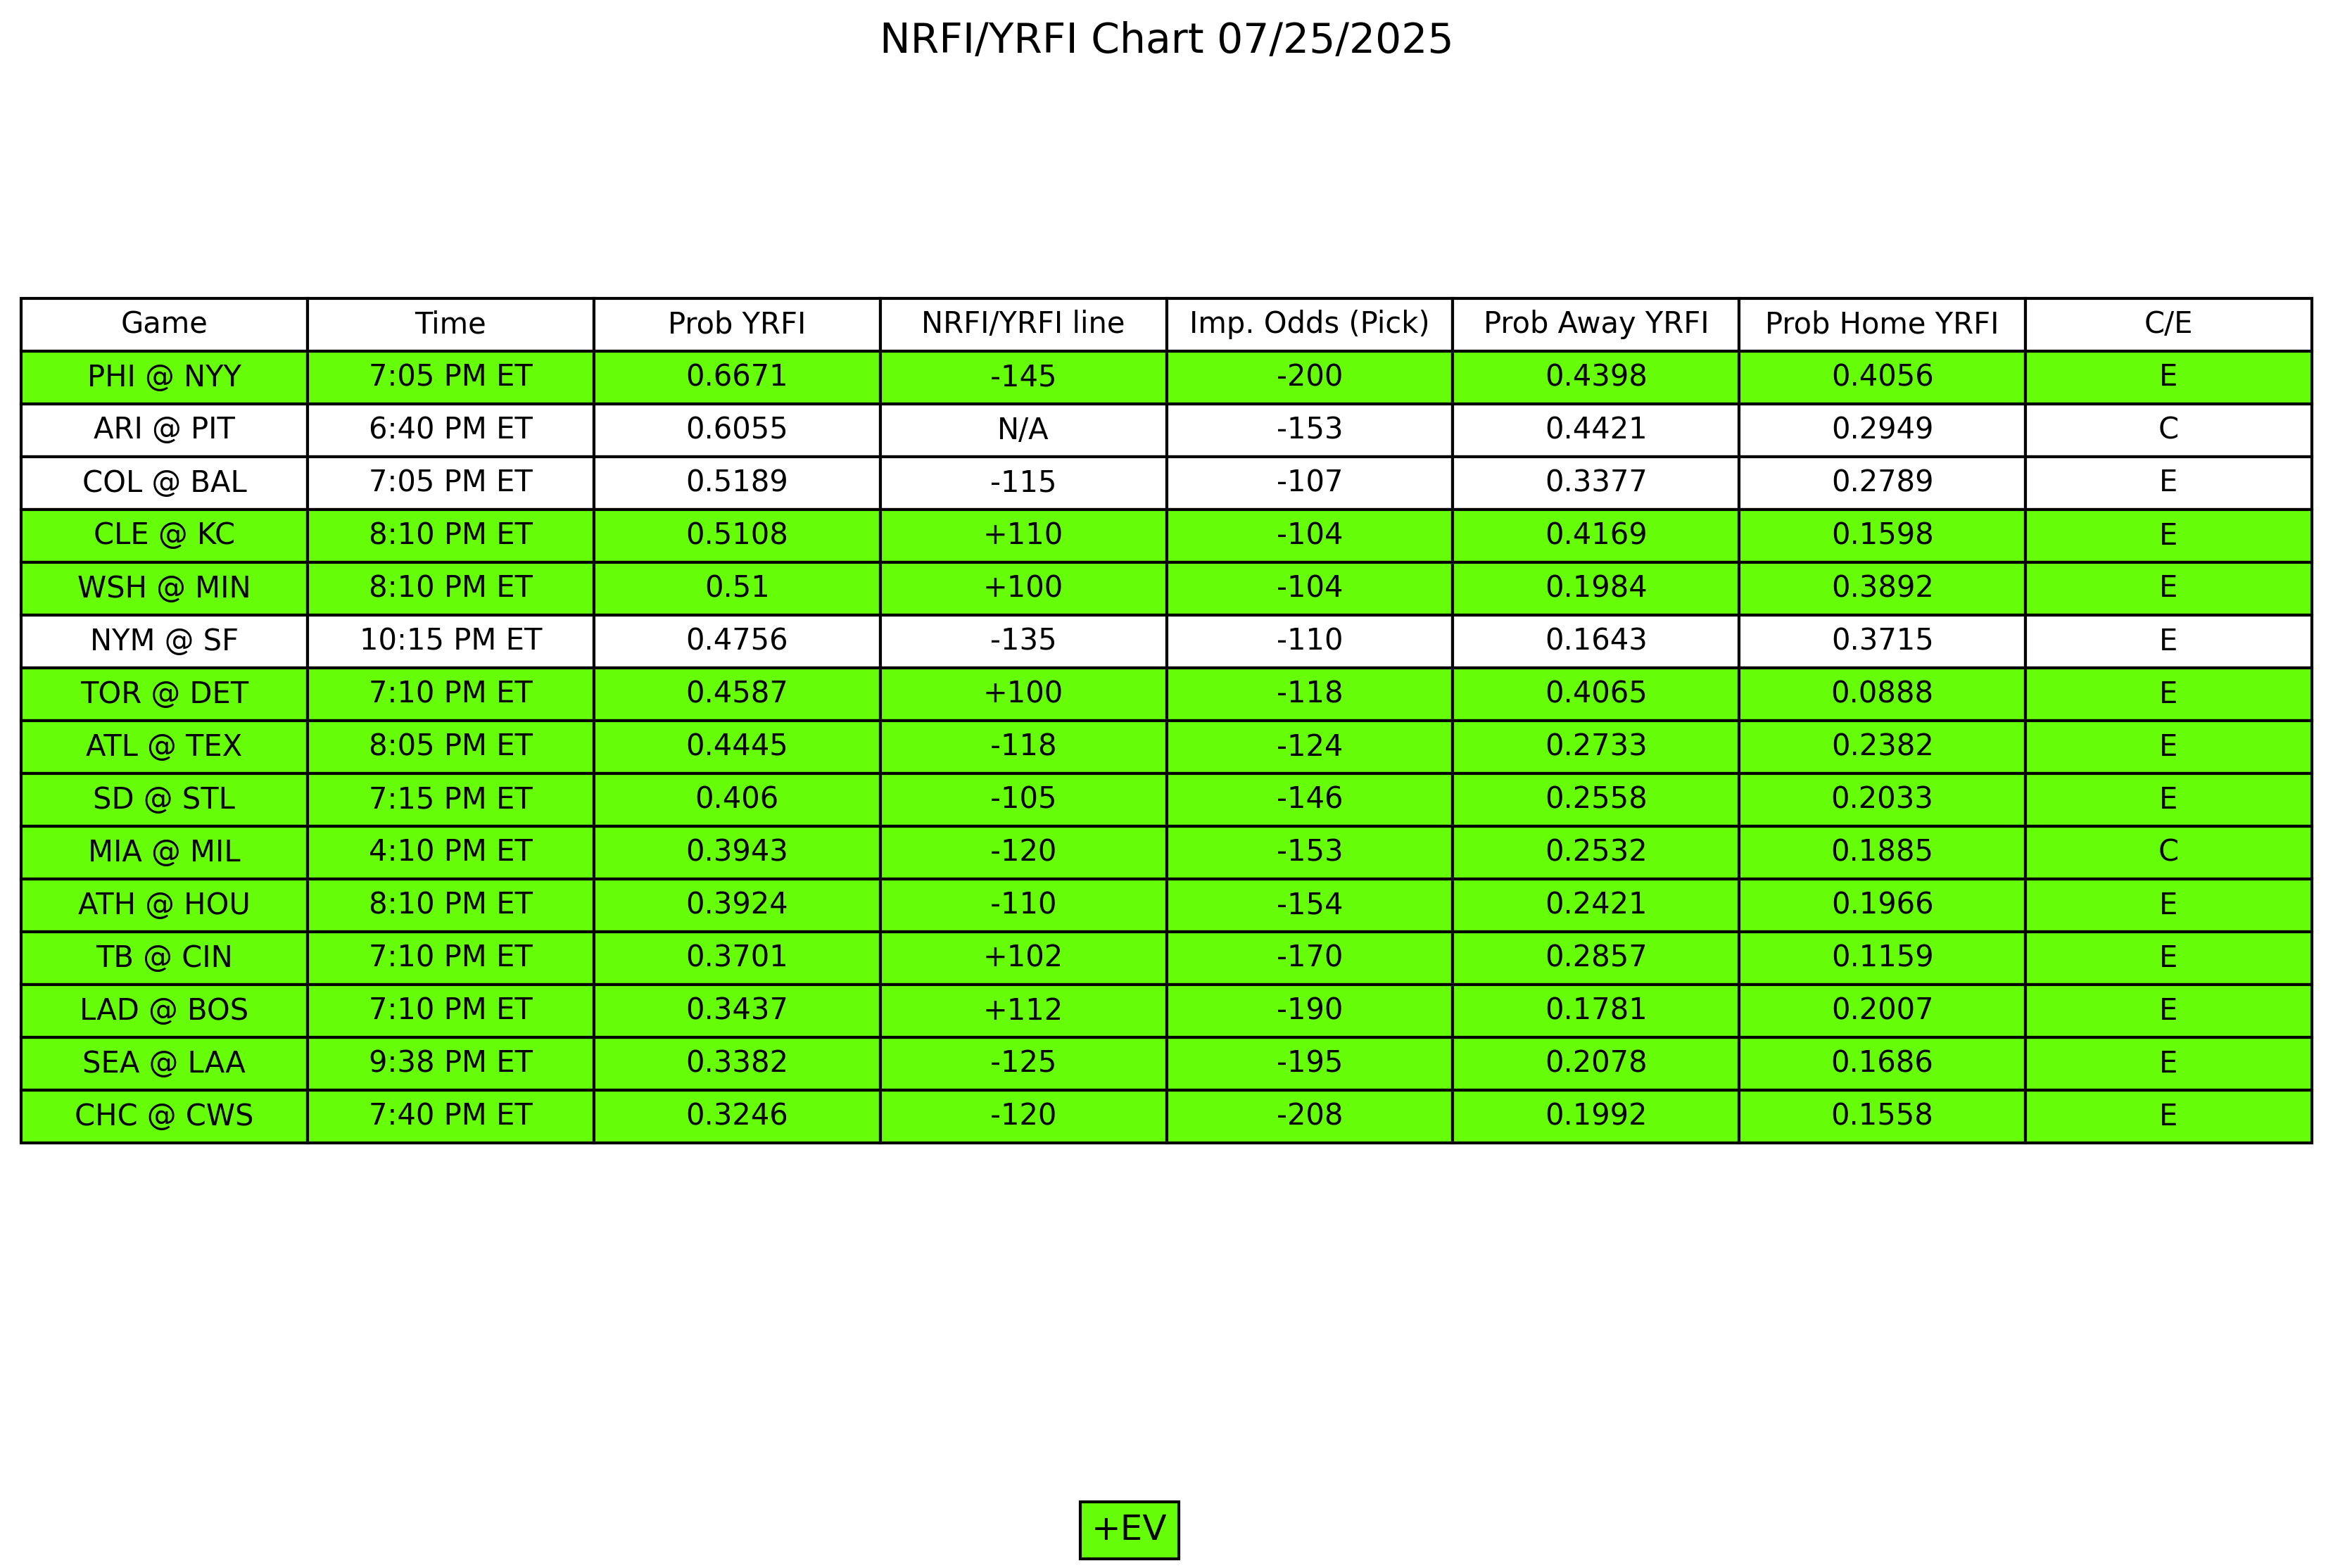 NRFI/YRFI Chart 07/25/2025
Game Time Prob YRFI NRFI/YRFI line Imp. Odds (Pick) Prob Away YRFI Prob Home YRFI C/E
PHI @ NYY 7:05 PM ET 0.6671 -145 -200 0.4398 0.4056 E
ARI @ PIT 6:40 PM ET 0.6055 N/A -153 0.4421 0.2949 C
COL @ BAL 7:05 PM ET 0.5189 -115 -107 0.3377 0.2789 E
CLE @ KC 8:10 PM ET 0.5108 +110 -104 0.4169 0.1598 E
WSH @ MIN 8:10 PM ET 0.51 +100 -104 0.1984 0.3892 E
NYM @ SF 10:15 PM ET 0.4756 -135 -110 0.1643 0.3715 E
TOR @ DET 7:10 PM ET 0.4587 +100 -118 0.4065 0.0888 E
ATL @ TEX 8:05 PM ET 0.4445 -118 -124 0.2733 0.2382 E
SD @ STL 7:15 PM ET 0.406 -105 -146 0.2558 0.2033 E
MIA @ MIL 4:10 PM ET 0.3943 -120 -153 0.2532 0.1885 C
ATH @ HOU 8:10 PM ET 0.3924 -110 -154 0.2421 0.1966 E
TB @ CIN 7:10 PM ET 0.3701 +102 -170 0.2857 0.1159 E
LAD @ BOS 7:10 PM ET 0.3437 +112 -190 0.1781 0.2007 E
SEA @ LAA 9:38 PM ET 0.3382 -125 -195 0.2078 0.1686 E
CHC @ CWS 7:40 PM ET 0.3246 -120 -208 0.1992 0.1558 E
+EV